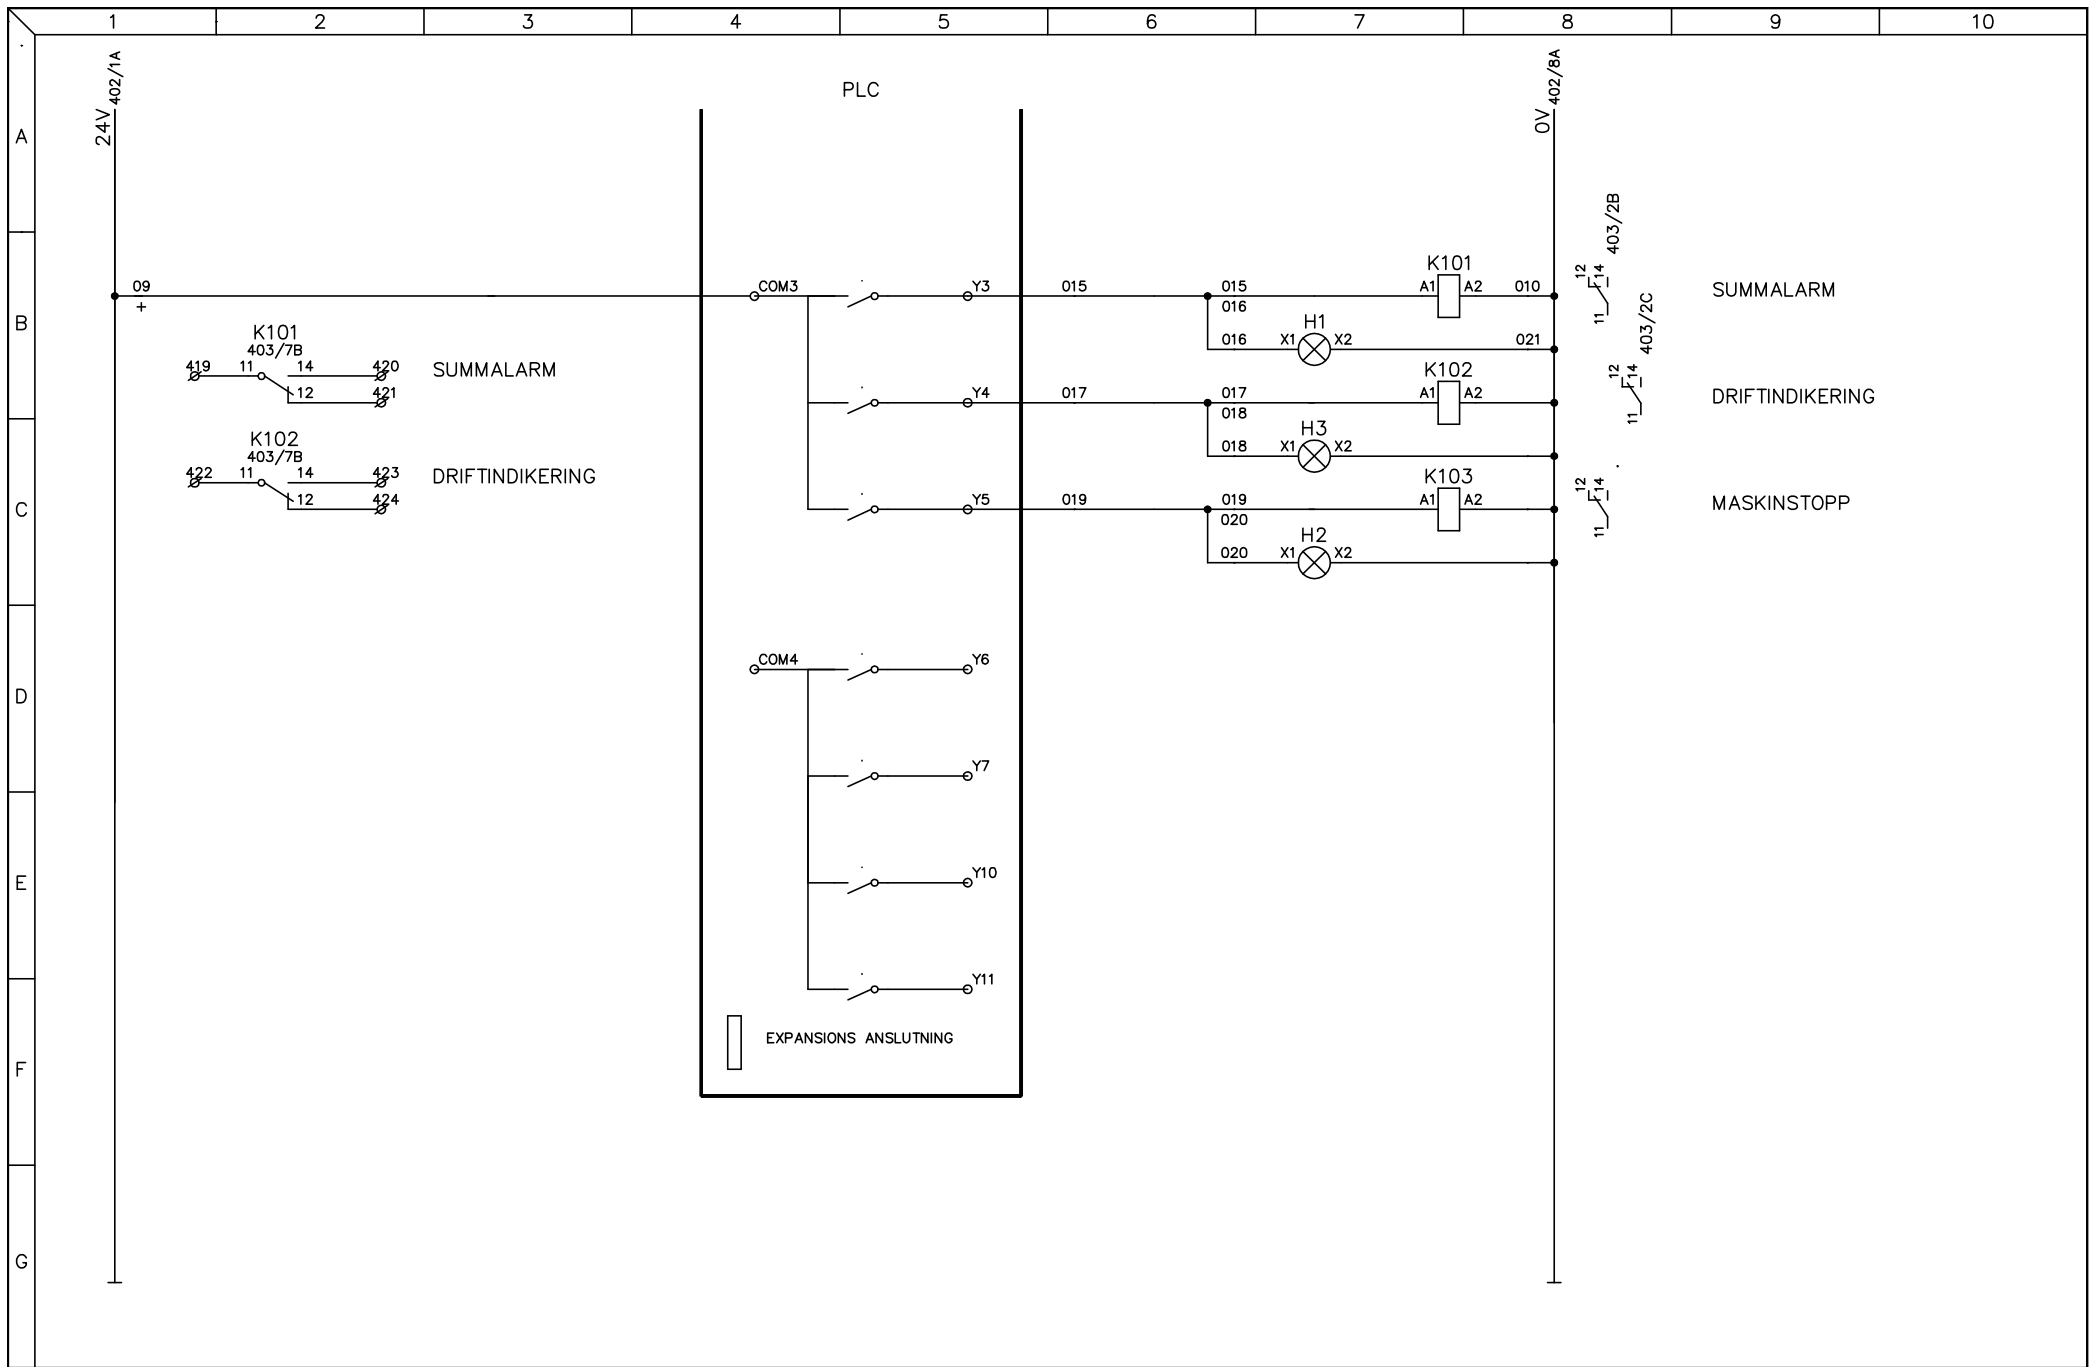 1 2 3 4 5 6 7 8 9 10
A
B
C
D
E
F
G
24V 402/1A
PLC
0V 402/8A
09
+
COM3
Y3
015
015
016
K101
A1 A2
010
12 14
11
403/2B
SUMMALARM
016
H1
X1 X2
021
K101
403/7B
419 11 14 420
12 421
SUMMALARM
Y4
017
017
018
K102
A1 A2
12 14
11
403/2C
DRIFTINDIKERING
018
H3
X1 X2
K102
403/7B
422 11 14 423
12 424
DRIFTINDIKERING
Y5
019
019
020
K103
A1 A2
12 14
11
MASKINSTOPP
020
H2
X1 X2
COM4
Y6
Y7
Y10
Y11
EXPANSIONS ANSLUTNING